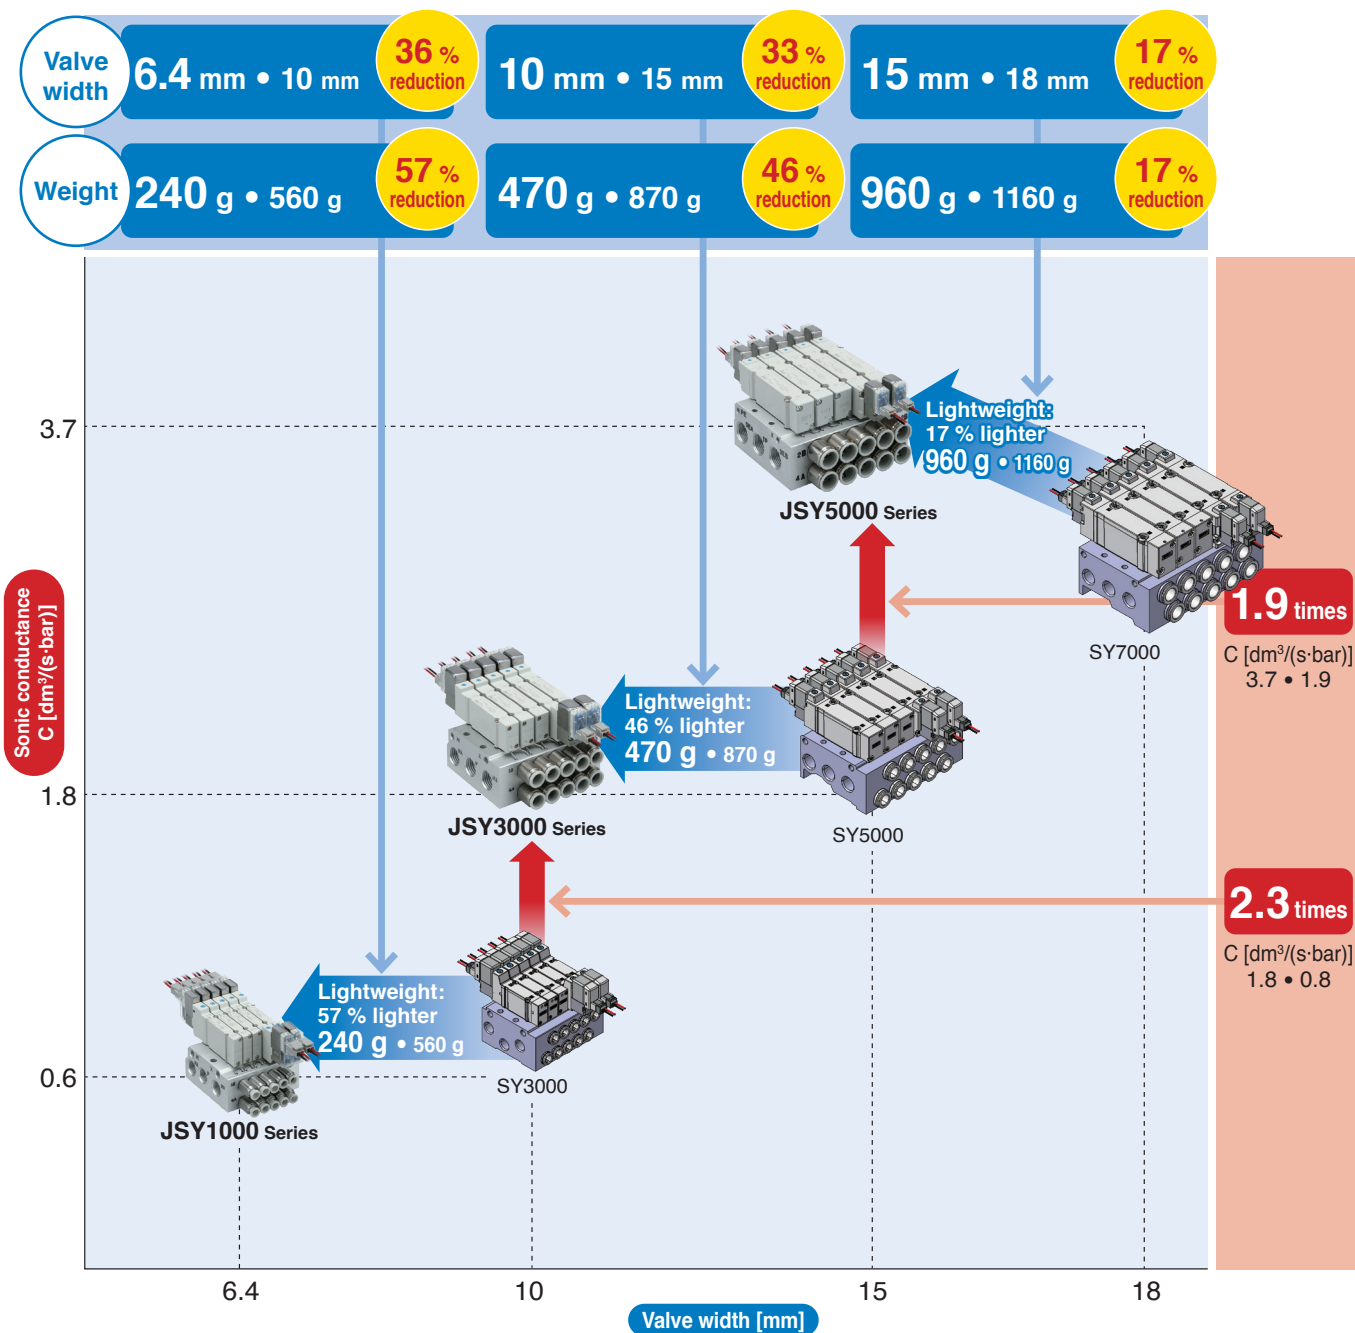 Valve
width
6.4 mm • 10 mm
36 %
reduction
10 mm • 15 mm
33 %
reduction
15 mm • 18 mm
17 %
reduction
Weight
240 g • 560 g
57 %
reduction
470 g • 870 g
46 %
reduction
960 g • 1160 g
17 %
reduction
Sonic conductance
C [dm³/(s·bar)]
3.7
1.8
0.6
Lightweight:
17 % lighter
960 g • 1160 g
JSY5000 Series
SY7000
1.9 times
C [dm³/(s·bar)]
3.7 • 1.9
Lightweight:
46 % lighter
470 g • 870 g
JSY3000 Series
SY5000
2.3 times
C [dm³/(s·bar)]
1.8 • 0.8
Lightweight:
57 % lighter
240 g • 560 g
SY3000
JSY1000 Series
6.4
10
15
18
Valve width [mm]